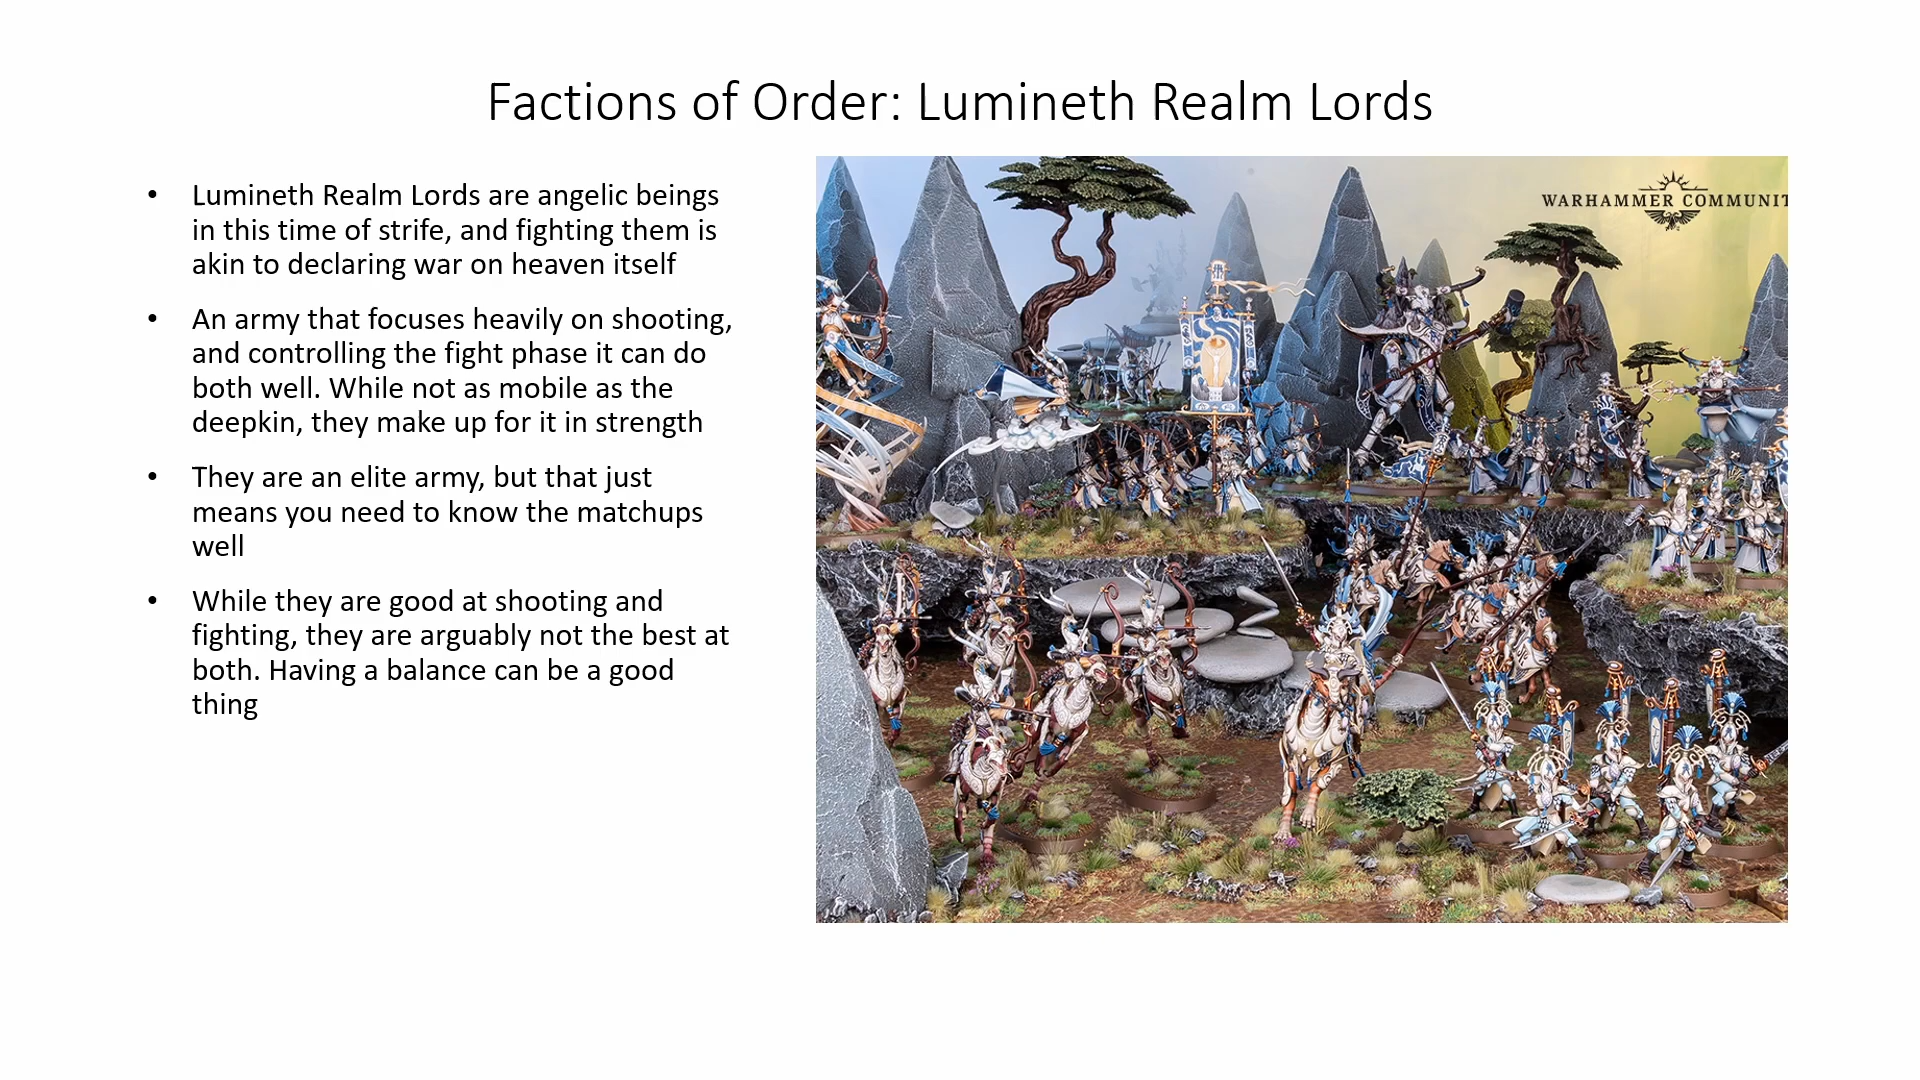 Factions of Order: Lumineth Realm Lords
• Lumineth Realm Lords are angelic beings
in this time of strife, and fighting them is
akin to declaring war on heaven itself
• An army that focuses heavily on shooting,
and controlling the fight phase it can do
both well. While not as mobile as the
deepkin, they make up for it in strength
• They are an elite army, but that just
means you need to know the matchups
well
• While they are good at shooting and
fighting, they are arguably not the best at
both. Having a balance can be a good
thing
WARHAMMER COMMUNIT